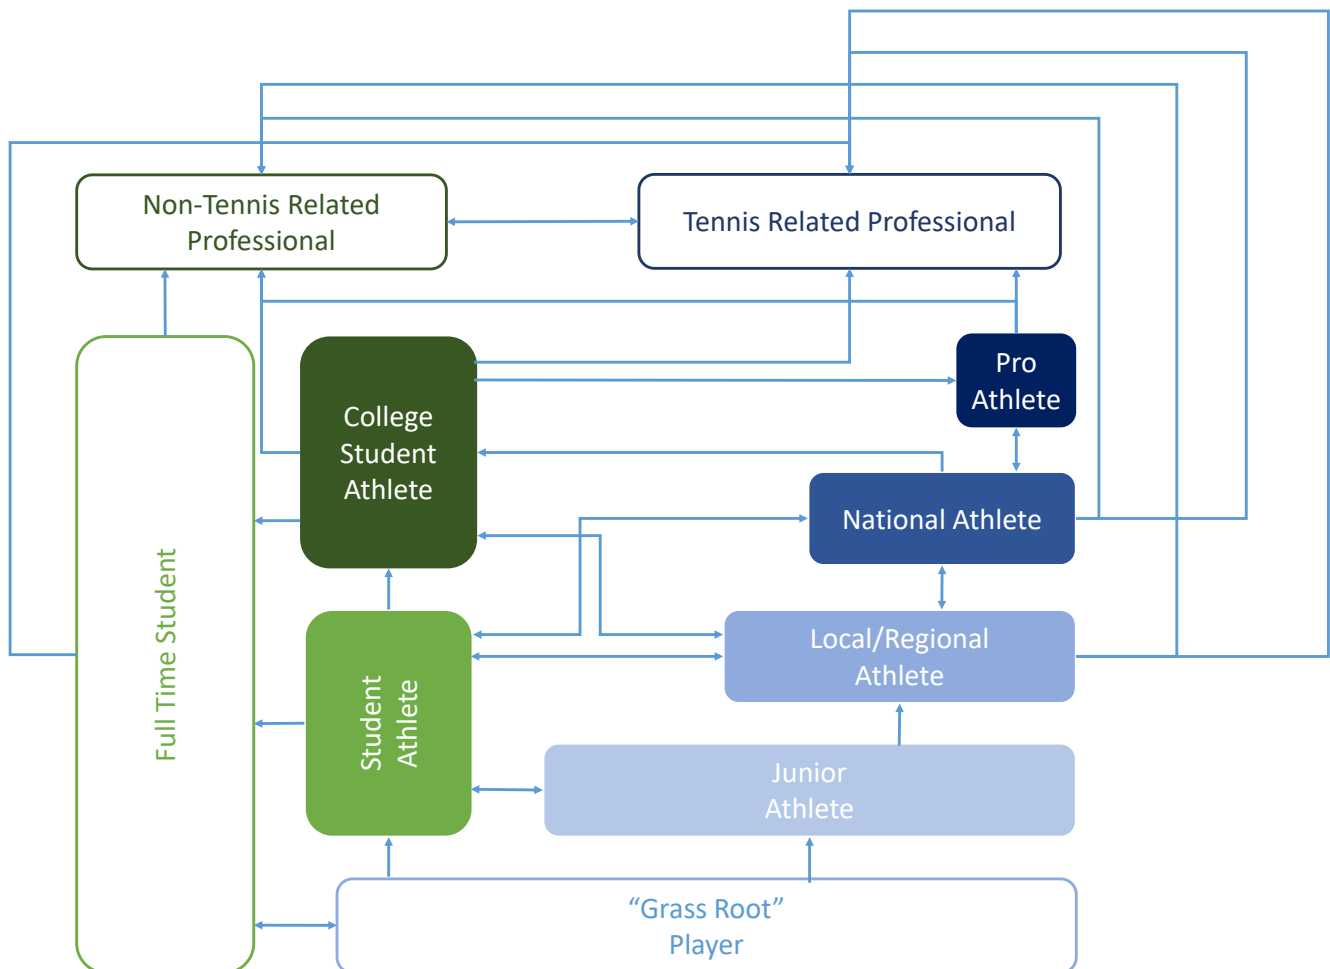 Non-Tennis Related
Professional
Tennis Related Professional
Pro
Athlete
College
Student
Athlete
National Athlete
Full Time Student
Student
Athlete
Local/Regional
Athlete
Junior
Athlete
“Grass Root”
Player